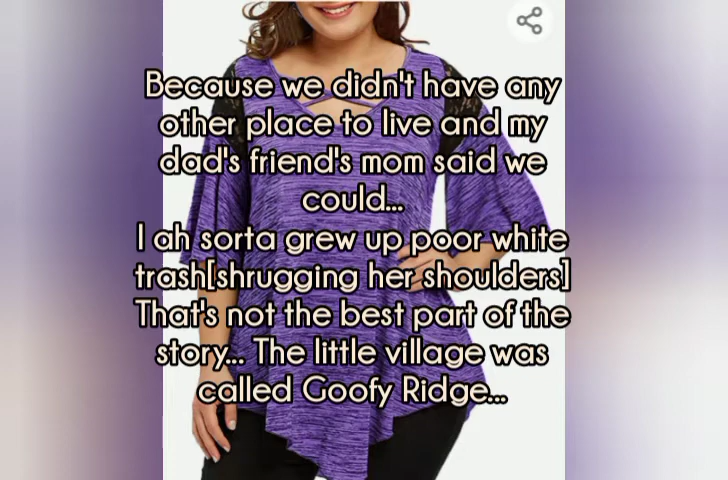 Because we didn't have any
other place to live and my
dad's friend's mom said we
could...
I ah sorta grew up poor white
trash[shrugging her shoulders]
That's not the best part of the
story... The little village was
called Goofy Ridge...